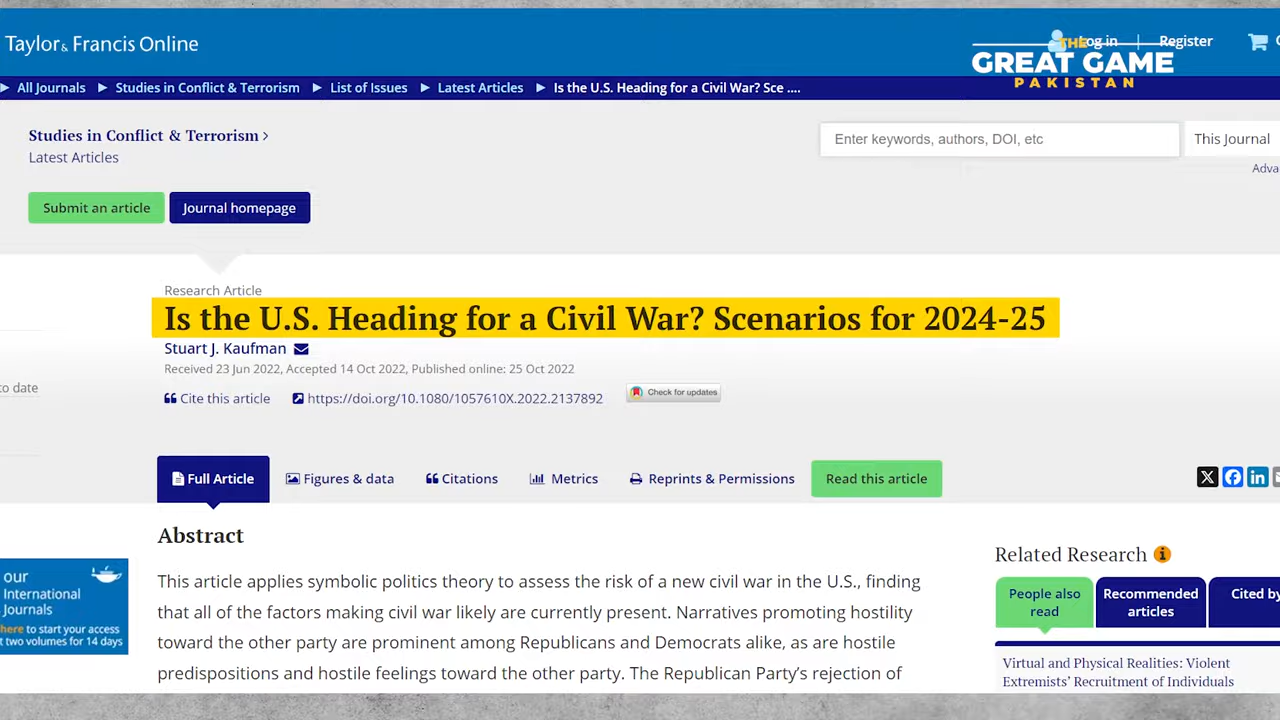 Taylor & Francis Online
Log in | Register
THE
GREAT GAME
PAKISTAN
All Journals
Studies in Conflict & Terrorism
List of Issues
Latest Articles
Is the U.S. Heading for a Civil War? Sce ....
Studies in Conflict & Terrorism
Latest Articles
Enter keywords, authors, DOI, etc
This Journal
Adva
Submit an article
Journal homepage
Research Article
Is the U.S. Heading for a Civil War? Scenarios for 2024-25
Stuart J. Kaufman
Received 23 Jun 2022, Accepted 14 Oct 2022, Published online: 25 Oct 2022
to date
Cite this article
https://doi.org/10.1080/1057610X.2022.2137892
Check for updates
Full Article
Figures & data
Citations
Metrics
Reprints & Permissions
Read this article
Abstract
This article applies symbolic politics theory to assess the risk of a new civil war in the U.S., finding
that all of the factors making civil war likely are currently present. Narratives promoting hostility
toward the other party are prominent among Republicans and Democrats alike, as are hostile
predispositions and hostile feelings toward the other party. The Republican Party's rejection of
our
International
Journals
here to start your access
t two volumes for 14 days
Related Research
People also
read
Recommended
articles
Cited by
Virtual and Physical Realities: Violent
Extremists' Recruitment of Individuals